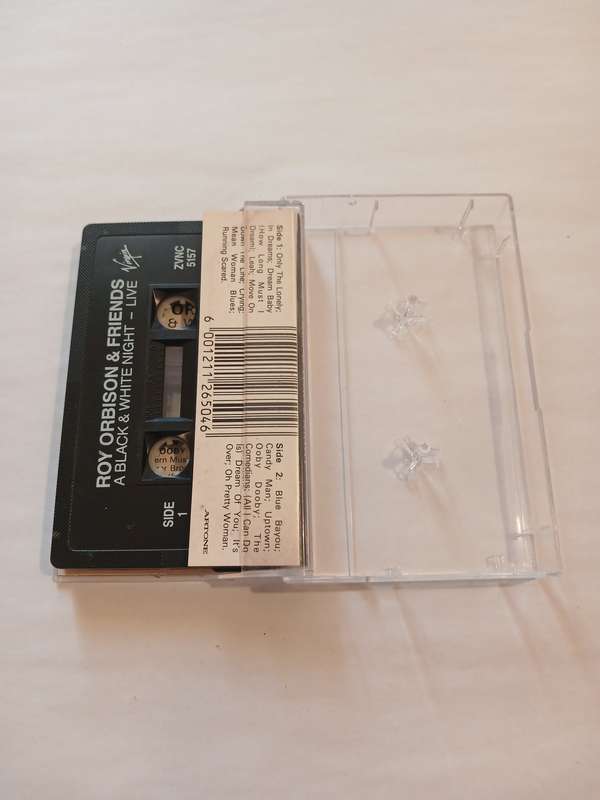 ROY ORBISON & FRIENDS
A BLACK & WHITE NIGHT – LIVE
Virgin
ZVNC
5157
SIDE
1
OOBY
ern Mus
Side 1: Only The Lonely;
In Dreams; Dream Baby
(How Long Must I
Dream); Leah; Move On
Down The Line; Crying;
Mean Woman Blues;
Running Scared.
6 001211 265046
Side 2: Blue Bayou;
Candy Man; Uptown;
Ooby Dooby; The
Comedians; (All I Can Do
Is) Dream Of You; It's
Over; Oh Pretty Woman.
ARTONE